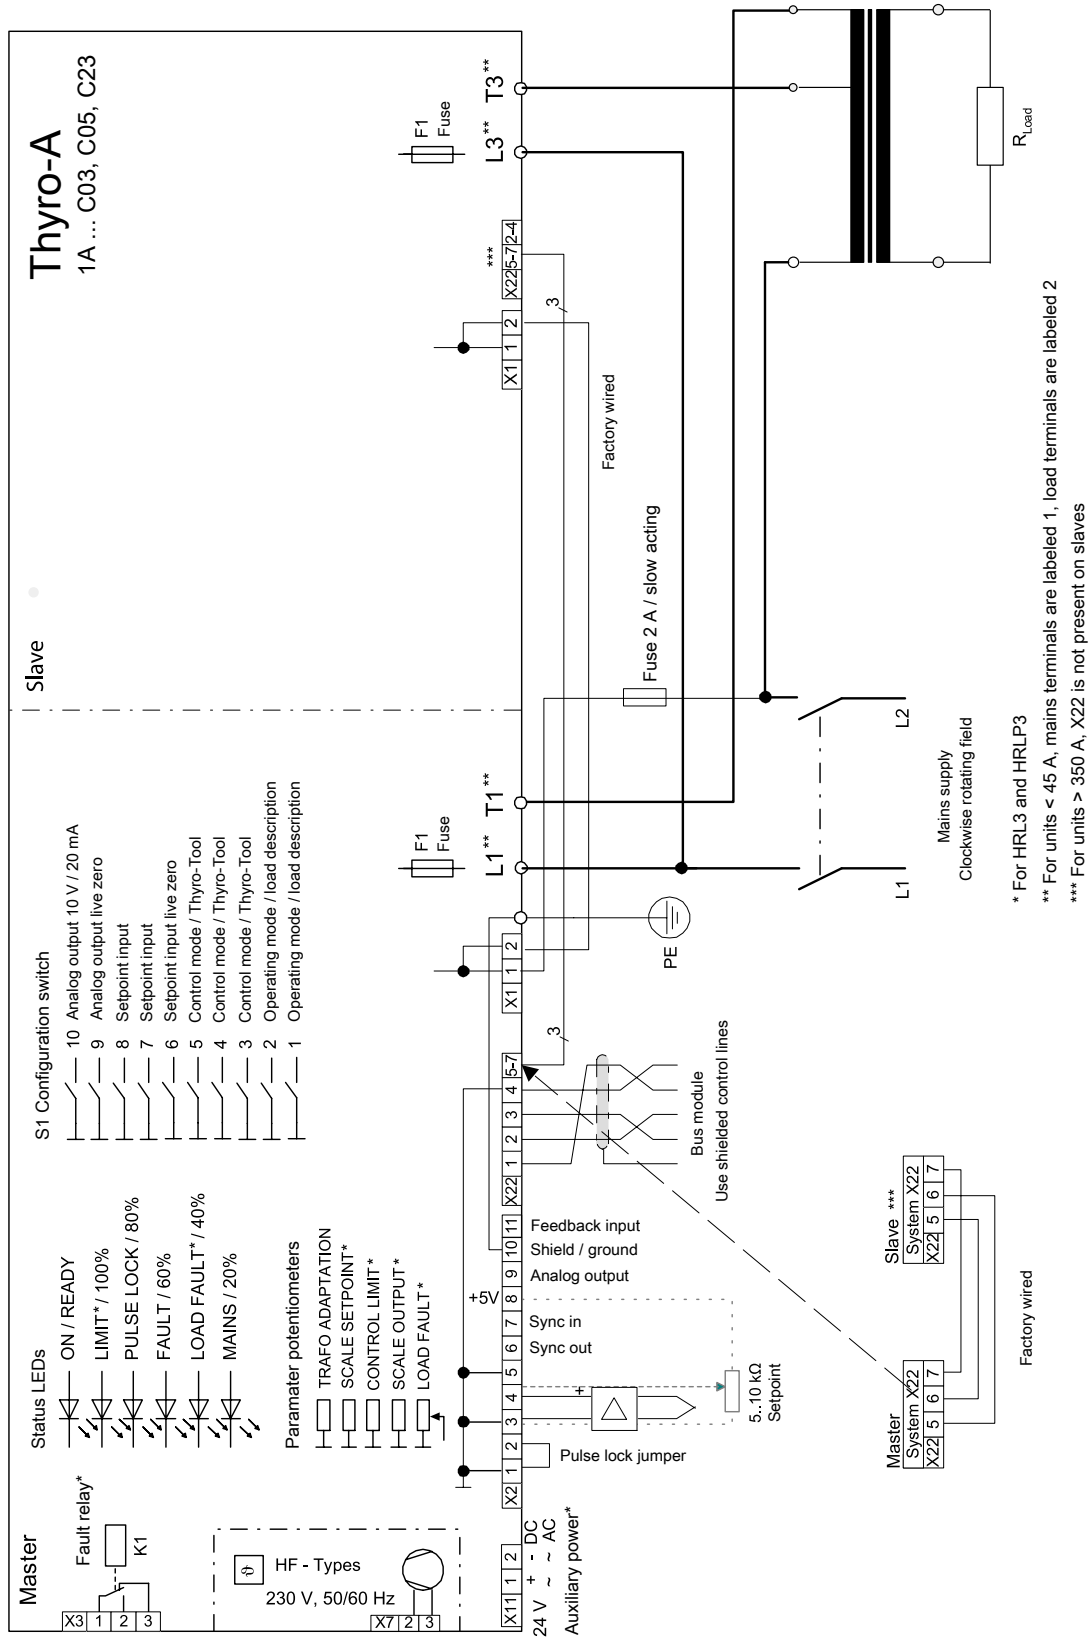 Thyro-A
1A ... C03, C05, C23
Master
Slave
Fault relay*
K1
X3 1 2 3
HF - Types
ϑ
230 V, 50/60 Hz
X7 2 3
Status LEDs
ON / READY
LIMIT* / 100%
PULSE LOCK / 80%
FAULT / 60%
LOAD FAULT* / 40%
MAINS / 20%
Paramater potentiometers
TRAFO ADAPTATION
SCALE SETPOINT*
CONTROL LIMIT*
SCALE OUTPUT*
LOAD FAULT*
S1 Configuration switch
10 Analog output 10 V / 20 mA
9 Analog output live zero
8 Setpoint input
7 Setpoint input
6 Setpoint input live zero
5 Control mode / Thyro-Tool
4 Control mode / Thyro-Tool
3 Control mode / Thyro-Tool
2 Operating mode / load description
1 Operating mode / load description
F1
Fuse
L1** T1**
F1
Fuse
L3** T3**
***
X11 1 2
24 V + - DC
~ ~ AC
Auxiliary power*
X2 1 2 3 4 5 6 7 8 9 10 11
+5V
Pulse lock jumper
+
5..10 kΩ
Setpoint
Sync out
Sync in
Analog output
Shield / ground
Feedback input
X22 1 2 3 4 5-7
3
Bus module
Use shielded control lines
X1 1 2
PE
X1 1 2
X22 5-7 2-4
3
Factory wired
Fuse 2 A / slow acting
L1
L2
Mains supply
Clockwise rotating field
R Load
Master
System X22
X22 5 6 7
Slave ***
System X22
X22 5 6 7
Factory wired
* For HRL3 and HRLP3
** For units < 45 A, mains terminals are labeled 1, load terminals are labeled 2
*** For units > 350 A, X22 is not present on slaves